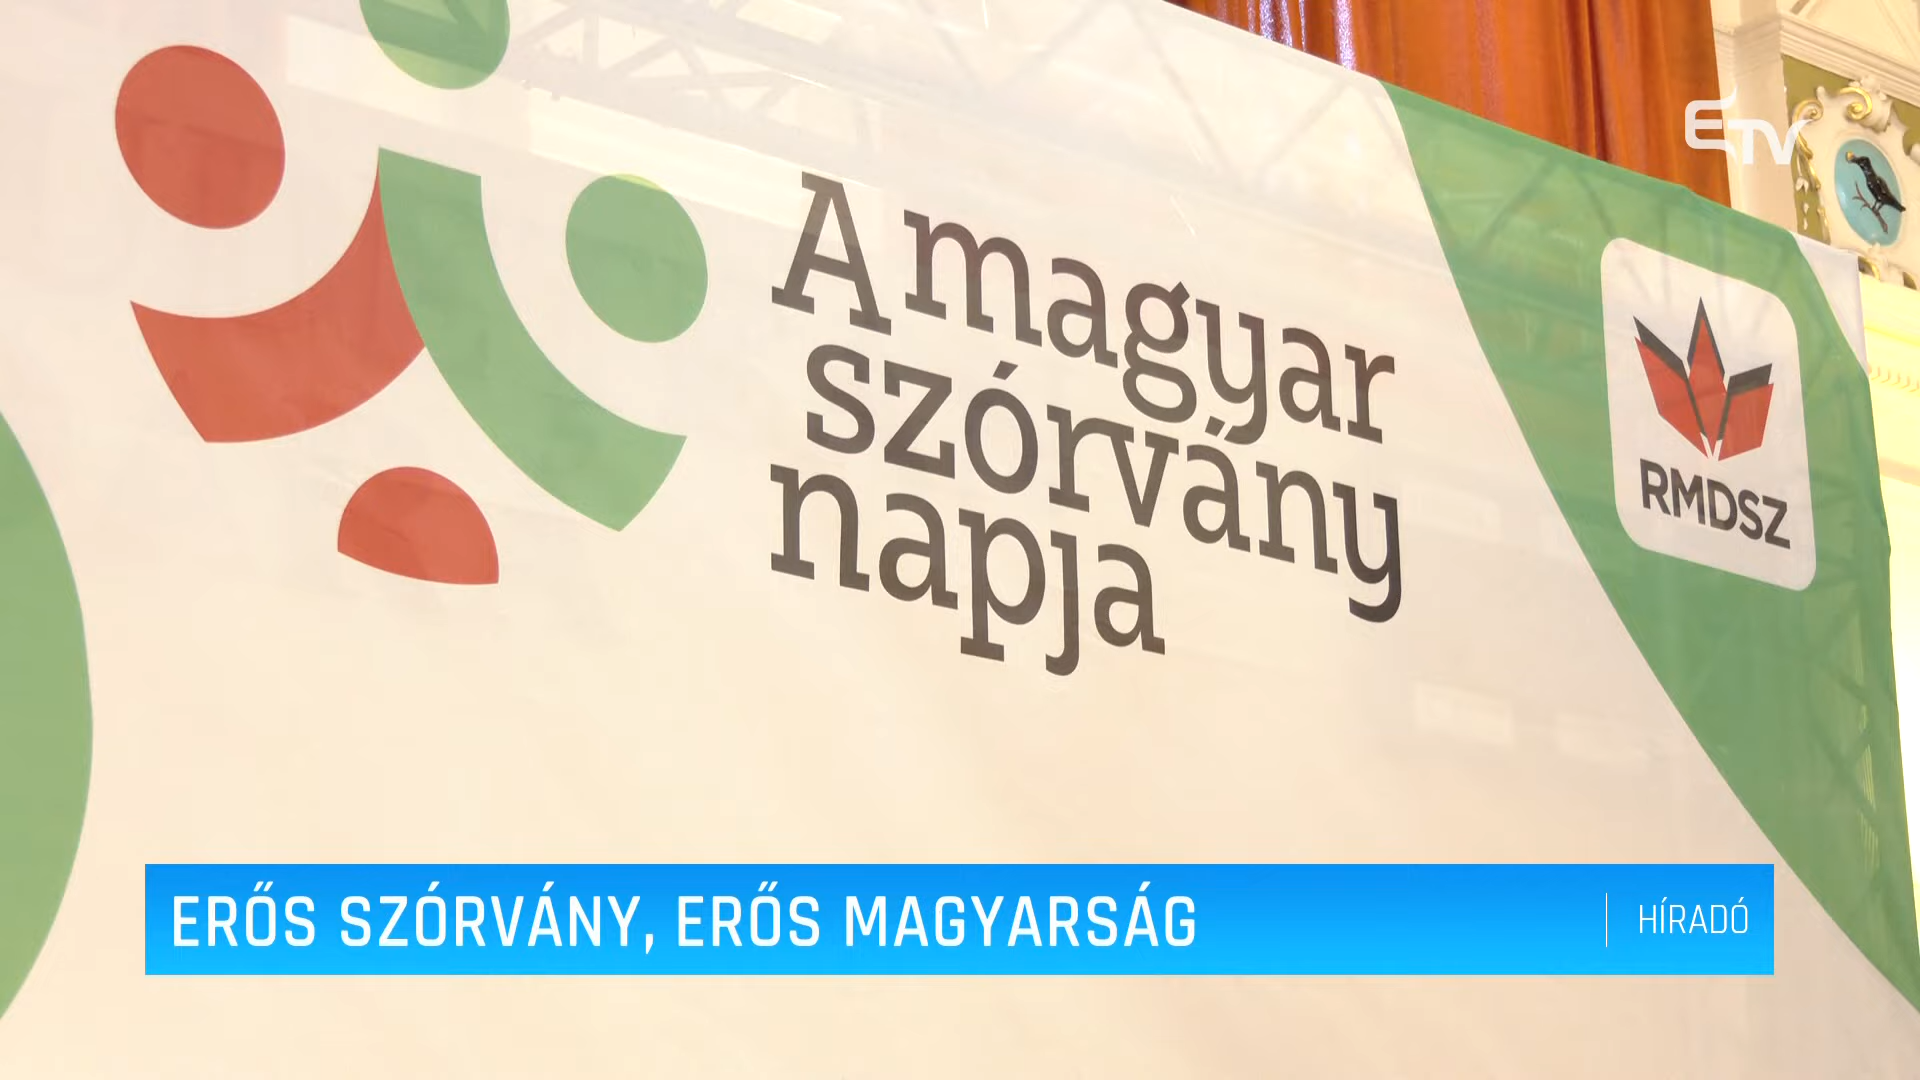 ETV
A magyar
szórvány
napja
RMDSZ
ERŐS SZÓRVÁNY, ERŐS MAGYARSÁG
HÍRADÓ